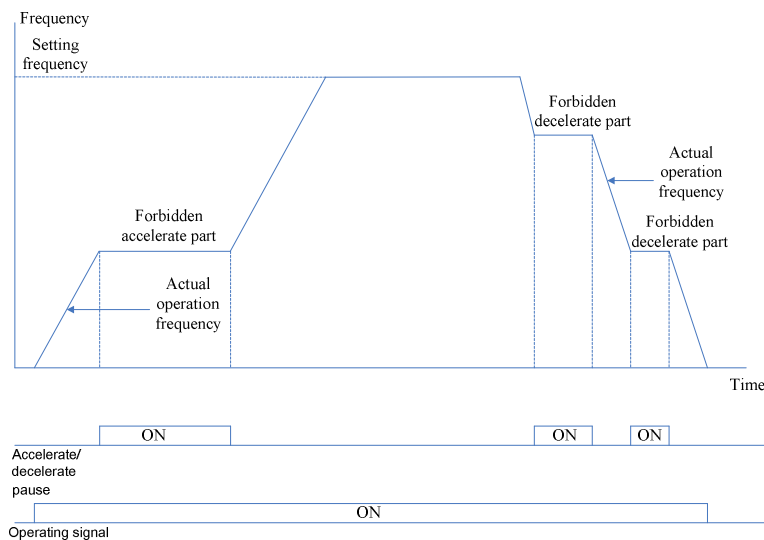 Frequency
Setting
frequency
Forbidden
decelerate part
Actual
operation
frequency
Forbidden
accelerate part
Forbidden
decelerate part
Actual
operation
frequency
Time
ON
ON
ON
Accelerate/
decelerate
pause
ON
Operating signal